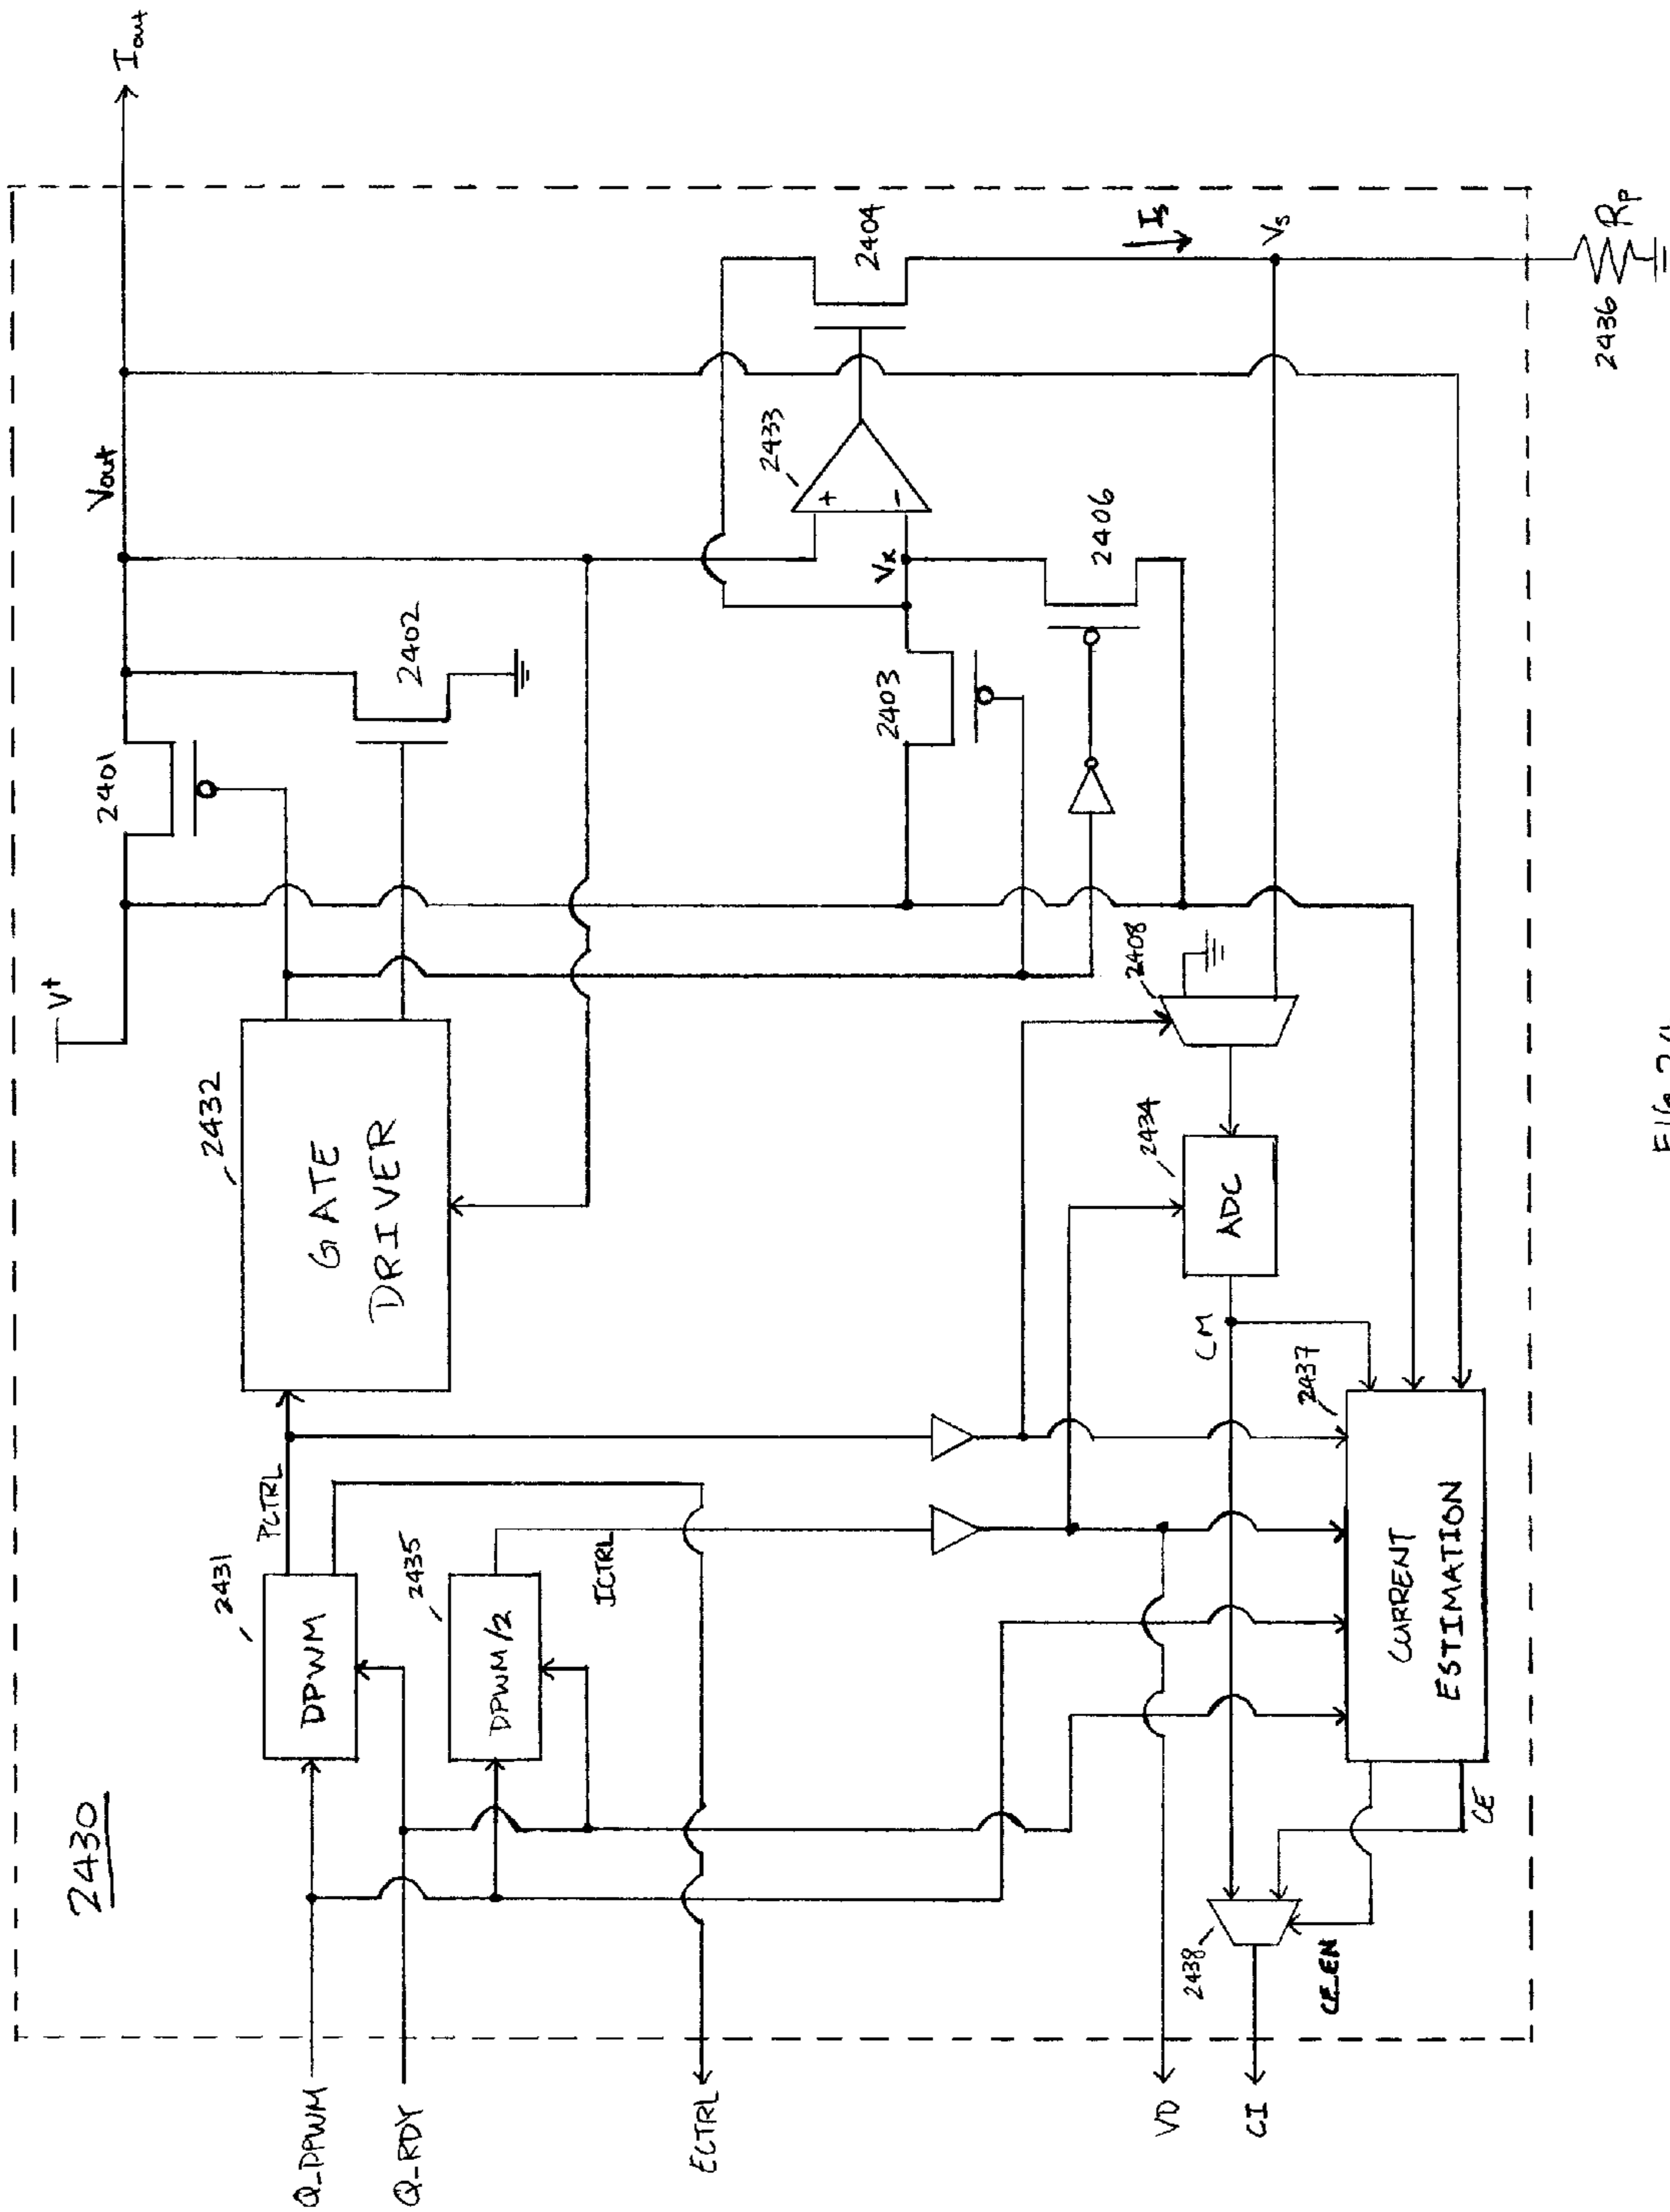 2430
V+
Vout
Iout
2401
2402
2432
GATE
DRIVER
2431
DPWM
PCTRL
2435
DPWM/2
ICTRL
Q_DPWM
Q_RDY
ECTRL
VD
CI
2433
+
-
Vx
2404
Is
Vs
2403
2406
2408
2434
ADC
CM
2437
CURRENT
ESTIMATION
CE
CE_EN
2438
2436
RP